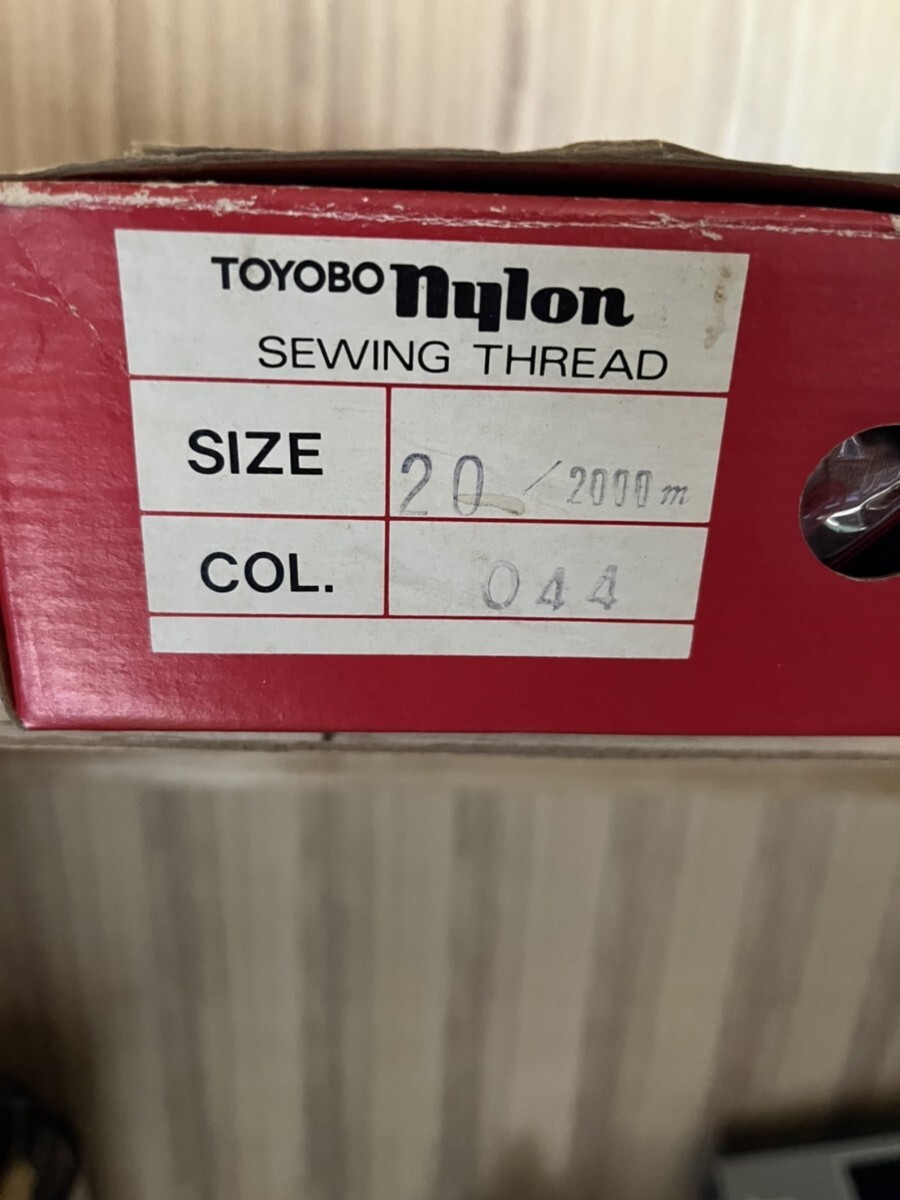 TOYOBO nylon
SEWING THREAD
SIZE 20 / 2000m
COL. 044